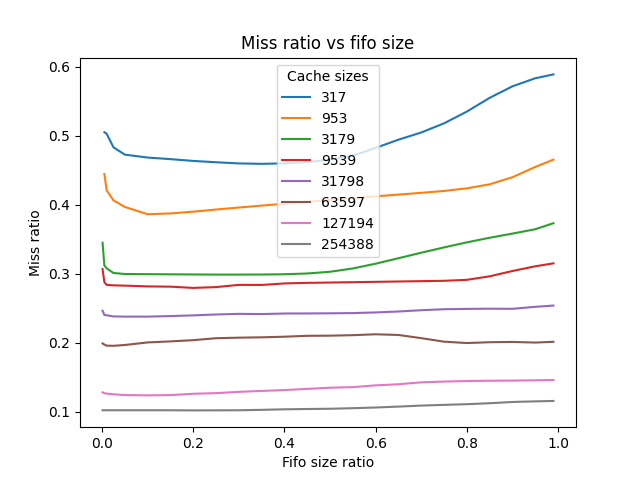 Miss ratio vs fifo size
Cache sizes
317
953
3179
9539
31798
63597
127194
254388
0.6
0.5
0.4
0.3
0.2
0.1
Miss ratio
0.0 0.2 0.4 0.6 0.8 1.0
Fifo size ratio